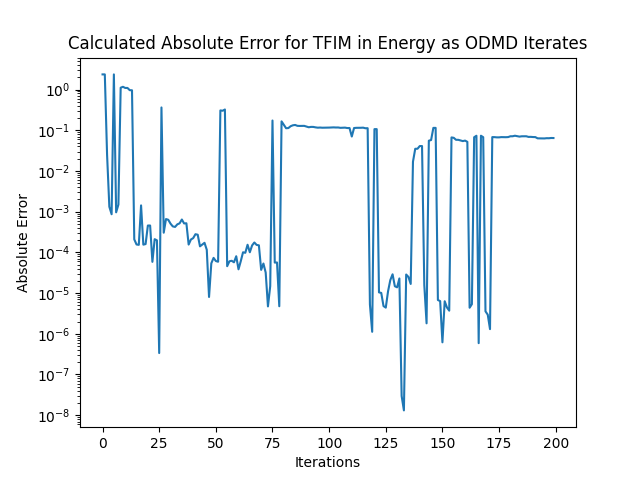 Calculated Absolute Error for TFIM in Energy as ODMD Iterates
Absolute Error
10⁰
10⁻¹
10⁻²
10⁻³
10⁻⁴
10⁻⁵
10⁻⁶
10⁻⁷
10⁻⁸
0 25 50 75 100 125 150 175 200
Iterations